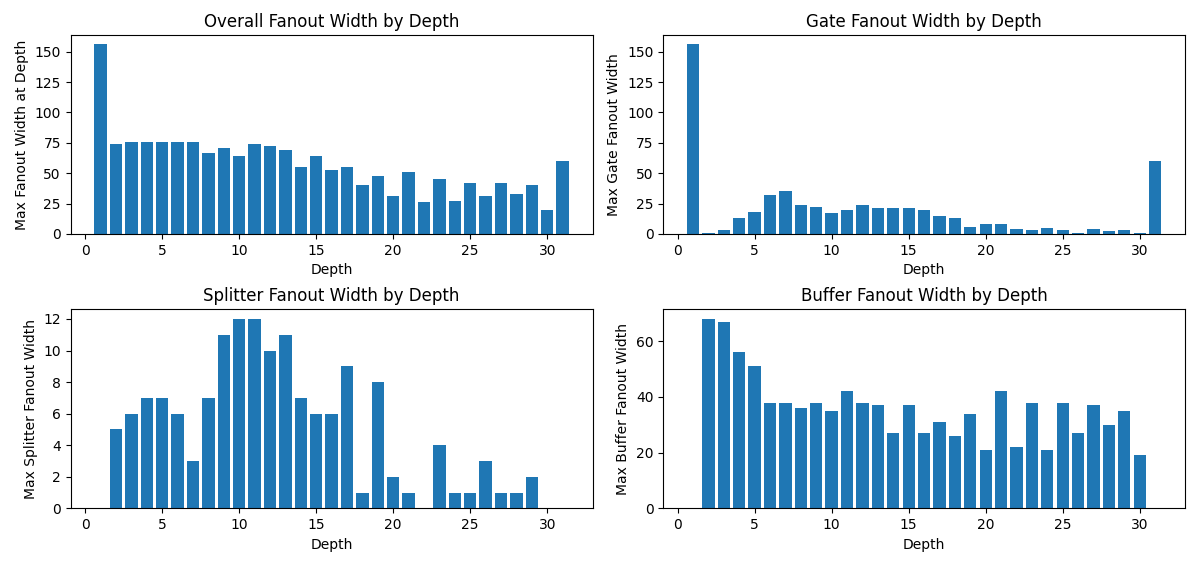 Overall Fanout Width by Depth
Max Fanout Width at Depth
150
125
100
75
50
25
0
0 5 10 15 20 25 30
Depth
Gate Fanout Width by Depth
Max Gate Fanout Width
150
125
100
75
50
25
0
0 5 10 15 20 25 30
Depth
Splitter Fanout Width by Depth
Max Splitter Fanout Width
12
10
8
6
4
2
0
0 5 10 15 20 25 30
Depth
Buffer Fanout Width by Depth
Max Buffer Fanout Width
60
40
20
0
0 5 10 15 20 25 30
Depth